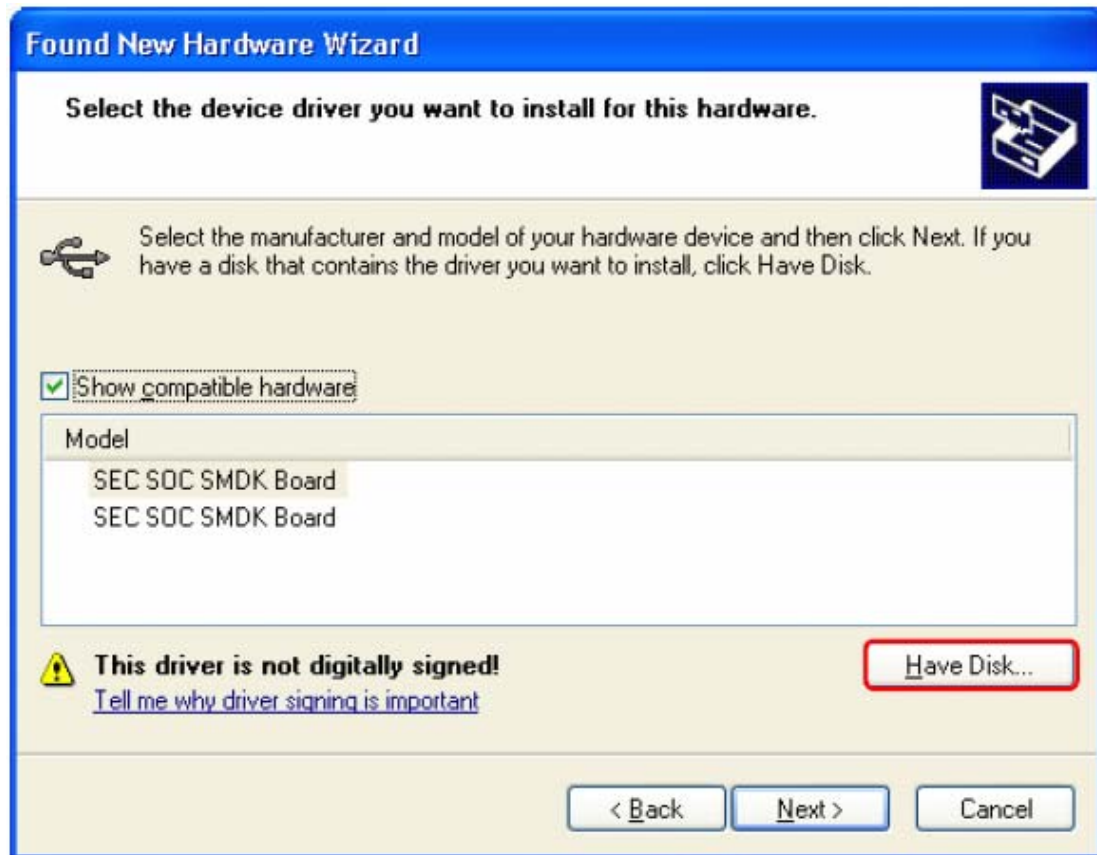 Found New Hardware Wizard
Select the device driver you want to install for this hardware.
Select the manufacturer and model of your hardware device and then click Next. If you
have a disk that contains the driver you want to install, click Have Disk.
Show compatible hardware
Model
SEC SOC SMDK Board
SEC SOC SMDK Board
This driver is not digitally signed!
Have Disk...
Tell me why driver signing is important
< Back Next > Cancel